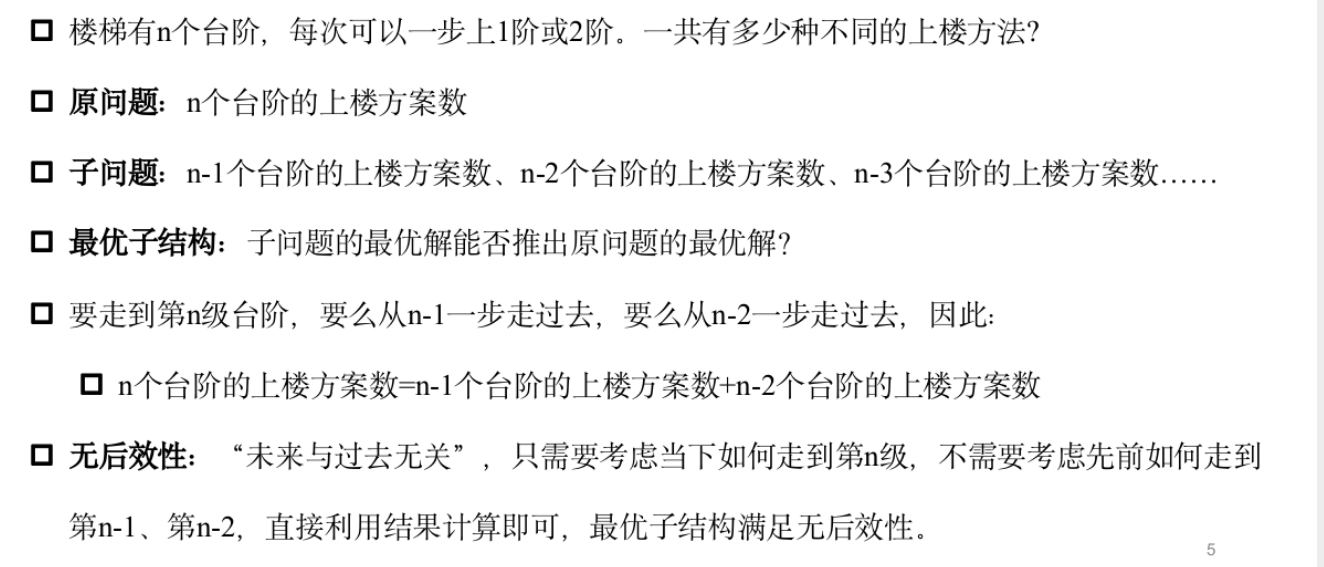 楼梯有n个台阶，每次可以一步上1阶或2阶。一共有多少种不同的上楼方法?
原问题：n个台阶的上楼方案数
子问题：n-1个台阶的上楼方案数、n-2个台阶的上楼方案数、n-3个台阶的上楼方案数……
最优子结构：子问题的最优解能否推出原问题的最优解?
要走到第n级台阶，要么从n-1一步走过去，要么从n-2一步走过去，因此：
n个台阶的上楼方案数=n-1个台阶的上楼方案数+n-2个台阶的上楼方案数
无后效性：“未来与过去无关”，只需要考虑当下如何走到第n级，不需要考虑先前如何走到
第n-1、第n-2，直接利用结果计算即可，最优子结构满足无后效性。
5